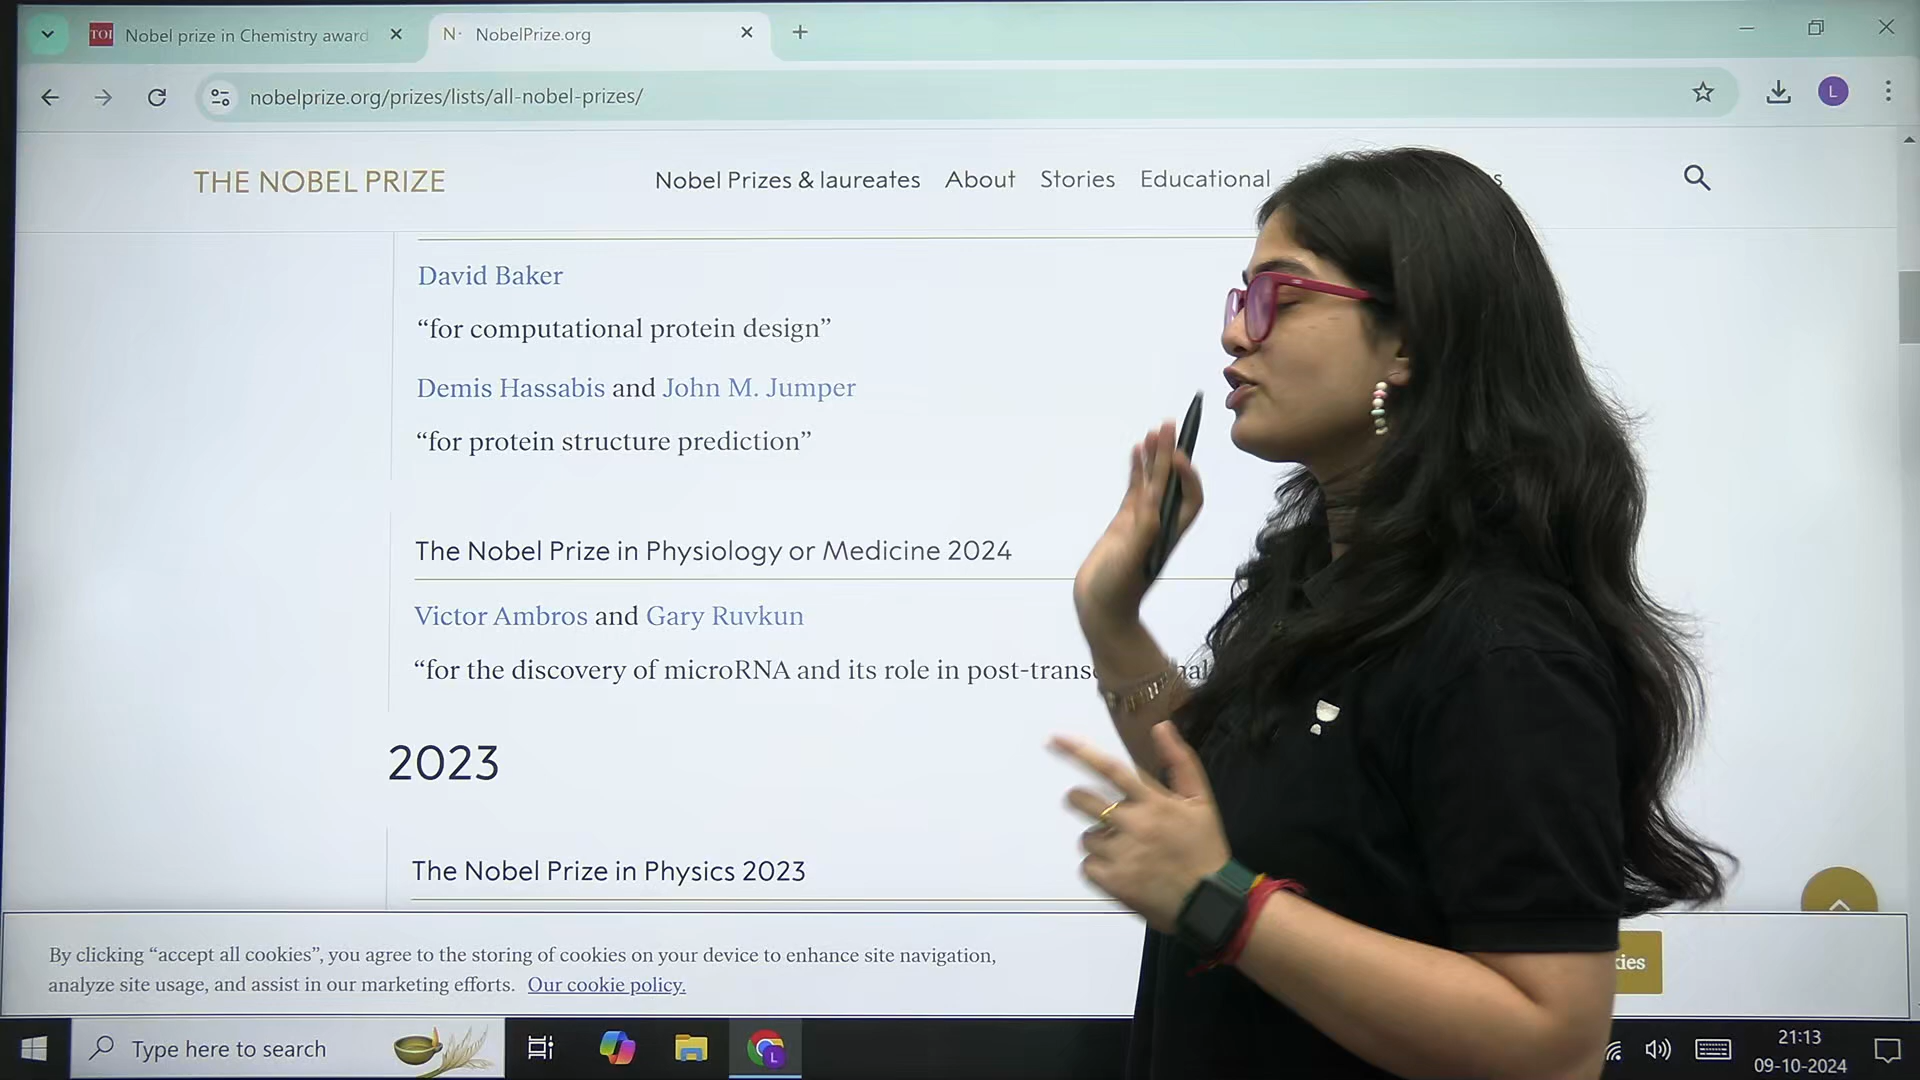 TOI Nobel prize in Chemistry award
N· NobelPrize.org
nobelprize.org/prizes/lists/all-nobel-prizes/
L
THE NOBEL PRIZE
Nobel Prizes & laureates About Stories Educational
David Baker
“for computational protein design”
Demis Hassabis and John M. Jumper
“for protein structure prediction”
The Nobel Prize in Physiology or Medicine 2024
Victor Ambros and Gary Ruvkun
“for the discovery of microRNA and its role in
2023
The Nobel Prize in Physics 2023
By clicking “accept all cookies”, you agree to the storing of cookies on your device to enhance site navigation,
analyze site usage, and assist in our marketing efforts. Our cookie policy.
Type here to search
L
21:13
09-10-2024